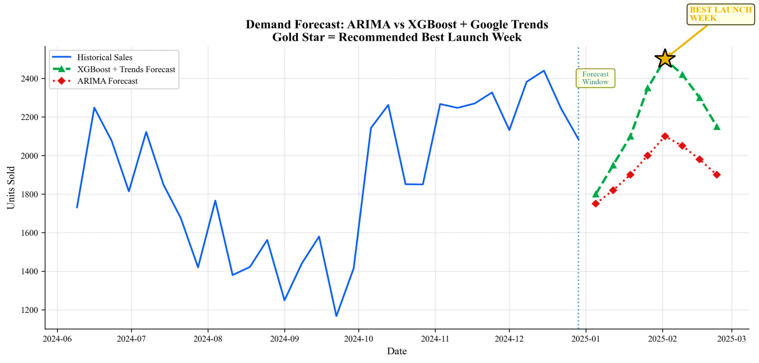 BEST LAUNCH
WEEK
Demand Forecast: ARIMA vs XGBoost + Google Trends
Gold Star = Recommended Best Launch Week
Historical Sales
XGBoost + Trends Forecast
ARIMA Forecast
Forecast
Window
Units Sold
2400
2200
2000
1800
1600
1400
1200
2024-06
2024-07
2024-08
2024-09
2024-10
2024-11
2024-12
2025-01
2025-02
2025-03
Date